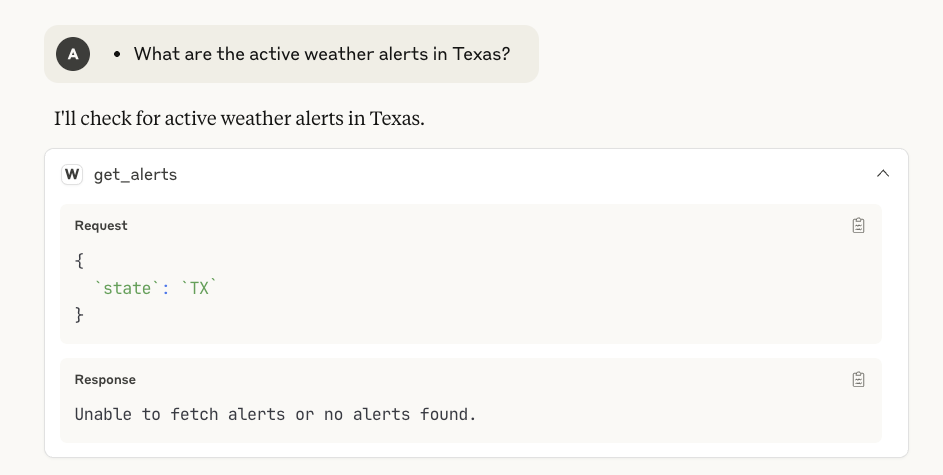 A
• What are the active weather alerts in Texas?
I'll check for active weather alerts in Texas.
W get_alerts
Request
{
  `state`: `TX`
}
Response
Unable to fetch alerts or no alerts found.